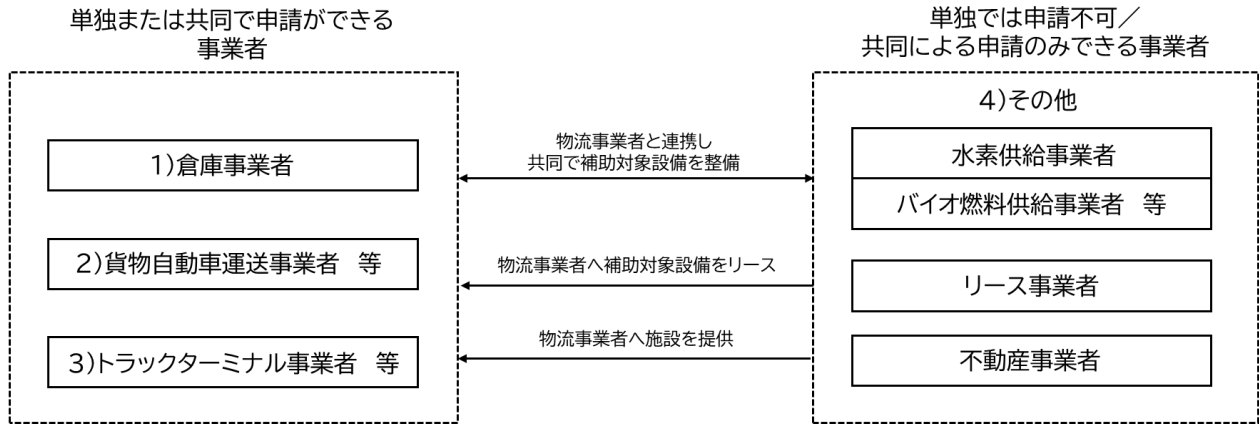 単独または共同で申請ができる
事業者
1)倉庫事業者
2)貨物自動車運送事業者 等
3)トラックターミナル事業者 等
物流事業者と連携し
共同で補助対象設備を整備
物流事業者へ補助対象設備をリース
物流事業者へ施設を提供
単独では申請不可／
共同による申請のみできる事業者
4)その他
水素供給事業者
バイオ燃料供給事業者 等
リース事業者
不動産事業者